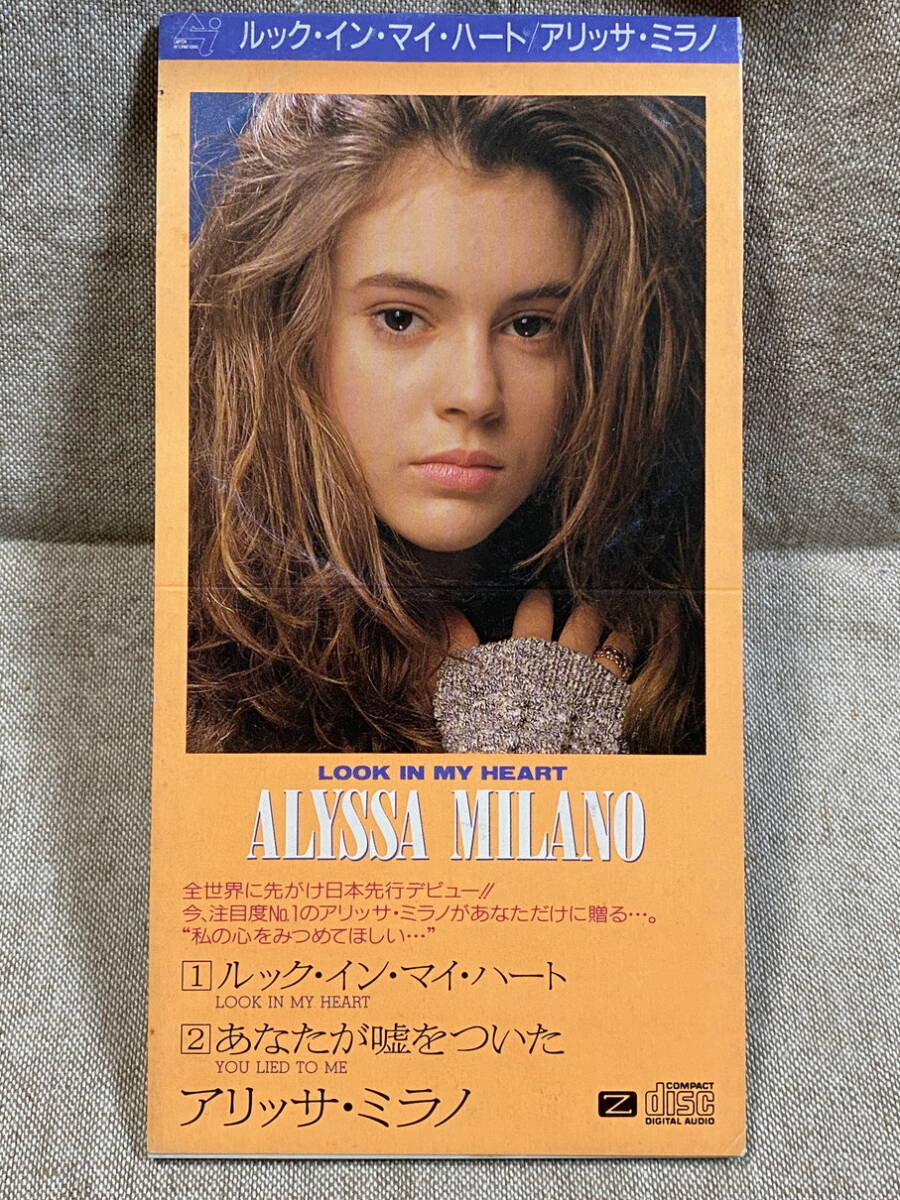 ルック・イン・マイ・ハート/アリッサ・ミラノ
LOOK IN MY HEART
ALYSSA MILANO
全世界に先がけ日本先行デビュー!!
今、注目度No.1のアリッサ・ミラノがあなただけに贈る…。
“私の心をみつめてほしい…”
1 ルック・イン・マイ・ハート
LOOK IN MY HEART
2 あなたが嘘をついた
YOU LIED TO ME
アリッサ・ミラノ
Z
COMPACT
disc
DIGITAL AUDIO